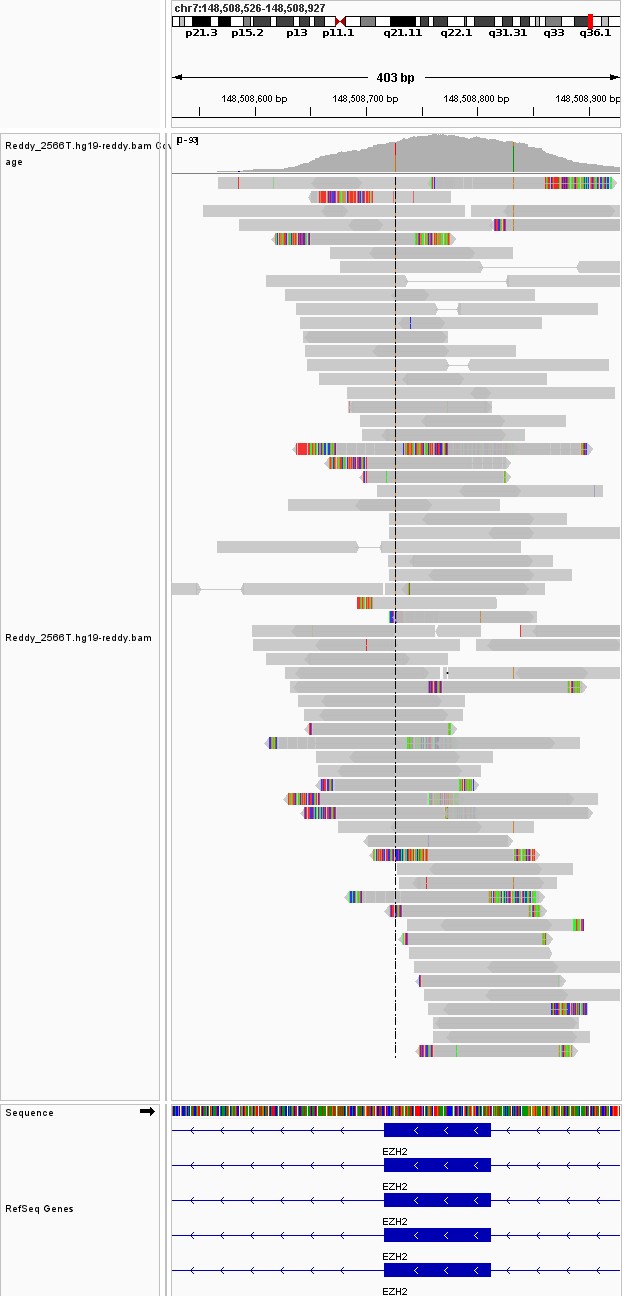 chr7:148,508,526-148,508,927
p21.3 p15.2 p13 p11.1 q21.11 q22.1 q31.31 q33 q36.1
403 bp
148,508,600 bp 148,508,700 bp 148,508,800 bp 148,508,900 bp
[0-93]
Reddy_2566T.hg19-reddy.bam Cov
age
Reddy_2566T.hg19-reddy.bam
Sequence
EZH2
EZH2
RefSeq Genes
EZH2
EZH2
EZH2